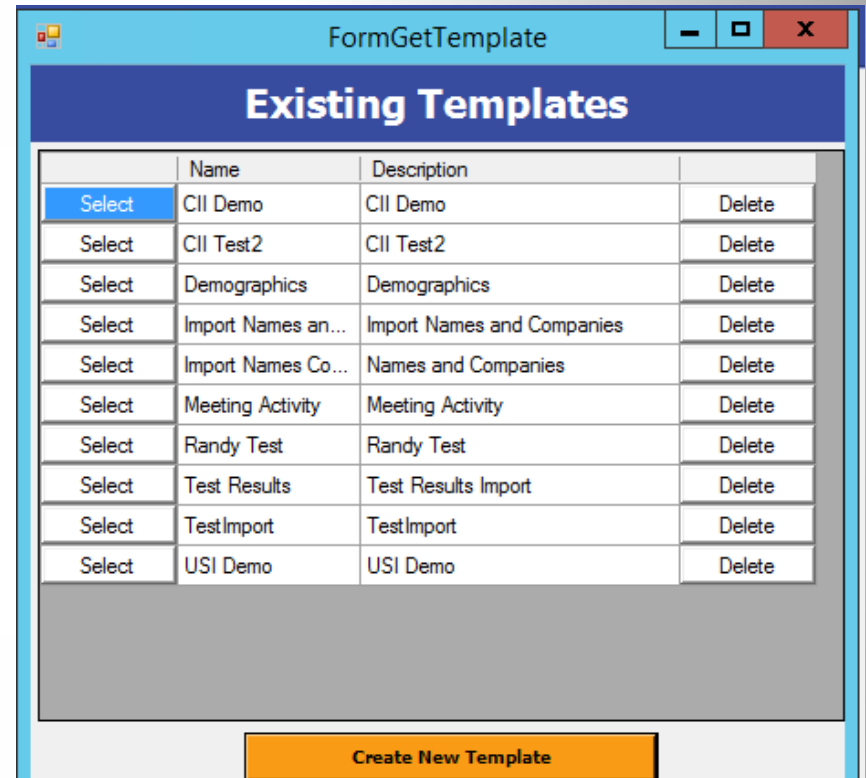 FormGetTemplate
Existing Templates
Name Description
Select CII Demo CII Demo Delete
Select CII Test2 CII Test2 Delete
Select Demographics Demographics Delete
Select Import Names an... Import Names and Companies Delete
Select Import Names Co... Names and Companies Delete
Select Meeting Activity Meeting Activity Delete
Select Randy Test Randy Test Delete
Select Test Results Test Results Import Delete
Select TestImport TestImport Delete
Select USI Demo USI Demo Delete
Create New Template